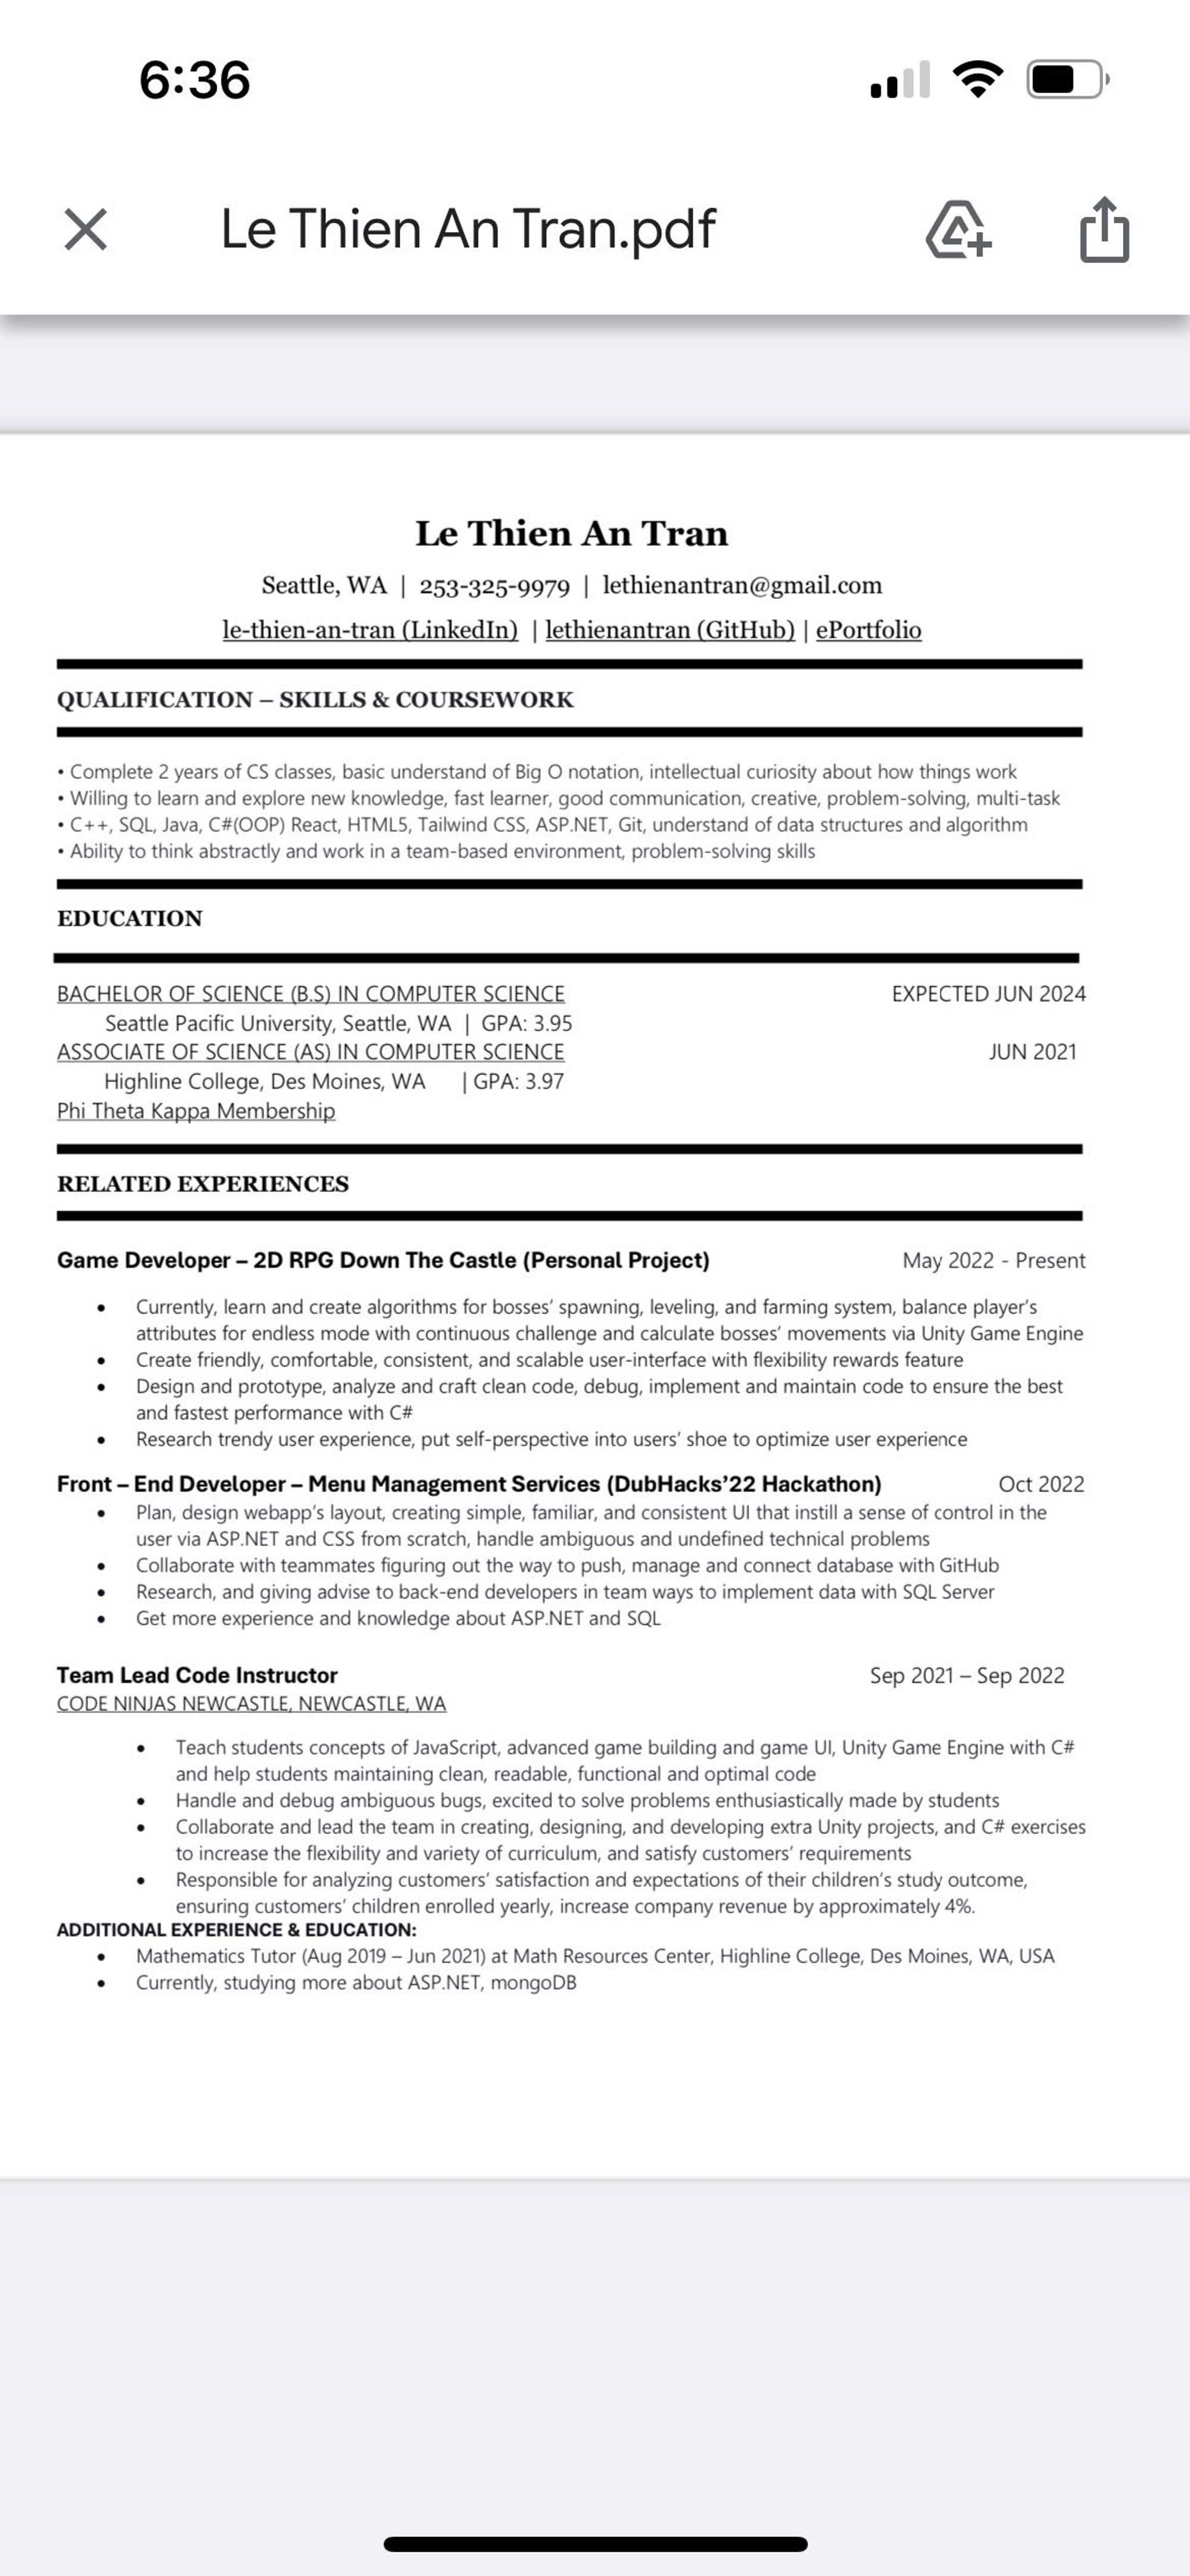 6:36
Le Thien An Tran.pdf
Le Thien An Tran
Seattle, WA | 253-325-9979 | lethienantran@gmail.com
le-thien-an-tran (LinkedIn) | lethienantran (GitHub) | ePortfolio
QUALIFICATION – SKILLS & COURSEWORK
• Complete 2 years of CS classes, basic understand of Big O notation, intellectual curiosity about how things work
• Willing to learn and explore new knowledge, fast learner, good communication, creative, problem-solving, multi-task
• C++, SQL, Java, C#(OOP) React, HTML5, Tailwind CSS, ASP.NET, Git, understand of data structures and algorithm
• Ability to think abstractly and work in a team-based environment, problem-solving skills
EDUCATION
BACHELOR OF SCIENCE (B.S) IN COMPUTER SCIENCE EXPECTED JUN 2024
Seattle Pacific University, Seattle, WA | GPA: 3.95
ASSOCIATE OF SCIENCE (AS) IN COMPUTER SCIENCE JUN 2021
Highline College, Des Moines, WA | GPA: 3.97
Phi Theta Kappa Membership
RELATED EXPERIENCES
Game Developer – 2D RPG Down The Castle (Personal Project) May 2022 - Present
• Currently, learn and create algorithms for bosses' spawning, leveling, and farming system, balance player's
attributes for endless mode with continuous challenge and calculate bosses' movements via Unity Game Engine
• Create friendly, comfortable, consistent, and scalable user-interface with flexibility rewards feature
• Design and prototype, analyze and craft clean code, debug, implement and maintain code to ensure the best
and fastest performance with C#
• Research trendy user experience, put self-perspective into users' shoe to optimize user experience
Front – End Developer – Menu Management Services (DubHacks'22 Hackathon) Oct 2022
• Plan, design webapp's layout, creating simple, familiar, and consistent UI that instill a sense of control in the
user via ASP.NET and CSS from scratch, handle ambiguous and undefined technical problems
• Collaborate with teammates figuring out the way to push, manage and connect database with GitHub
• Research, and giving advise to back-end developers in team ways to implement data with SQL Server
• Get more experience and knowledge about ASP.NET and SQL
Team Lead Code Instructor Sep 2021 – Sep 2022
CODE NINJAS NEWCASTLE, NEWCASTLE, WA
• Teach students concepts of JavaScript, advanced game building and game UI, Unity Game Engine with C#
and help students maintaining clean, readable, functional and optimal code
• Handle and debug ambiguous bugs, excited to solve problems enthusiastically made by students
• Collaborate and lead the team in creating, designing, and developing extra Unity projects, and C# exercises
to increase the flexibility and variety of curriculum, and satisfy customers' requirements
• Responsible for analyzing customers' satisfaction and expectations of their children's study outcome,
ensuring customers' children enrolled yearly, increase company revenue by approximately 4%.
ADDITIONAL EXPERIENCE & EDUCATION:
• Mathematics Tutor (Aug 2019 – Jun 2021) at Math Resources Center, Highline College, Des Moines, WA, USA
• Currently, studying more about ASP.NET, mongoDB